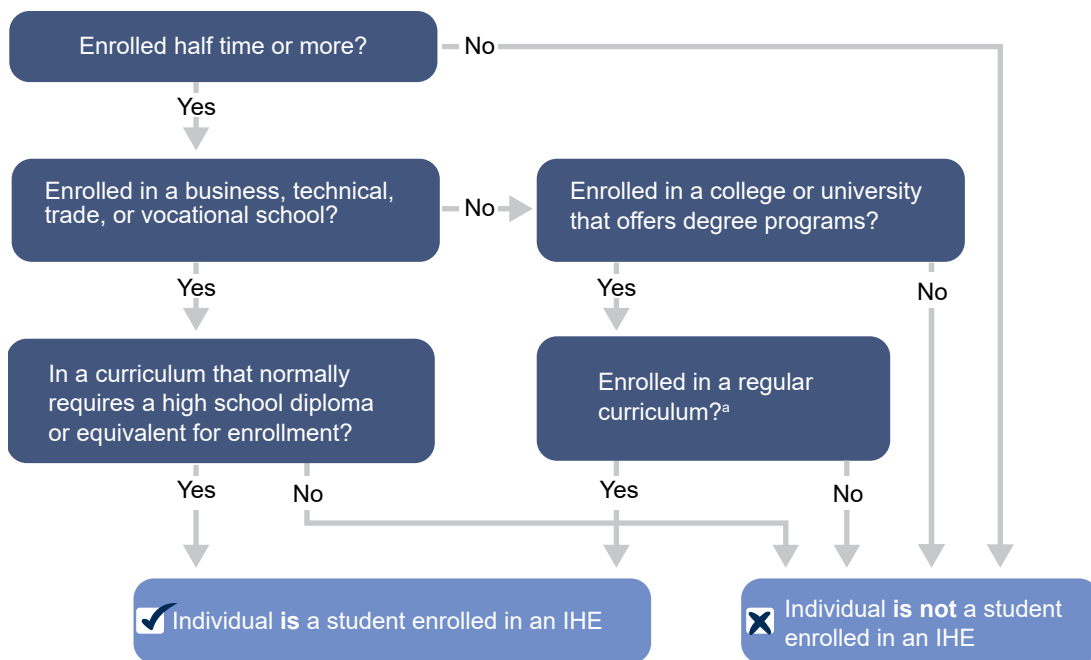 Enrolled half time or more?
No
Yes
Enrolled in a business, technical,
trade, or vocational school?
No
Enrolled in a college or university
that offers degree programs?
Yes
Yes
No
In a curriculum that normally
requires a high school diploma
or equivalent for enrollment?
Enrolled in a regular
curriculum?ᵃ
Yes
No
Yes
No
Individual is a student enrolled in an IHE
Individual is not a student
enrolled in an IHE